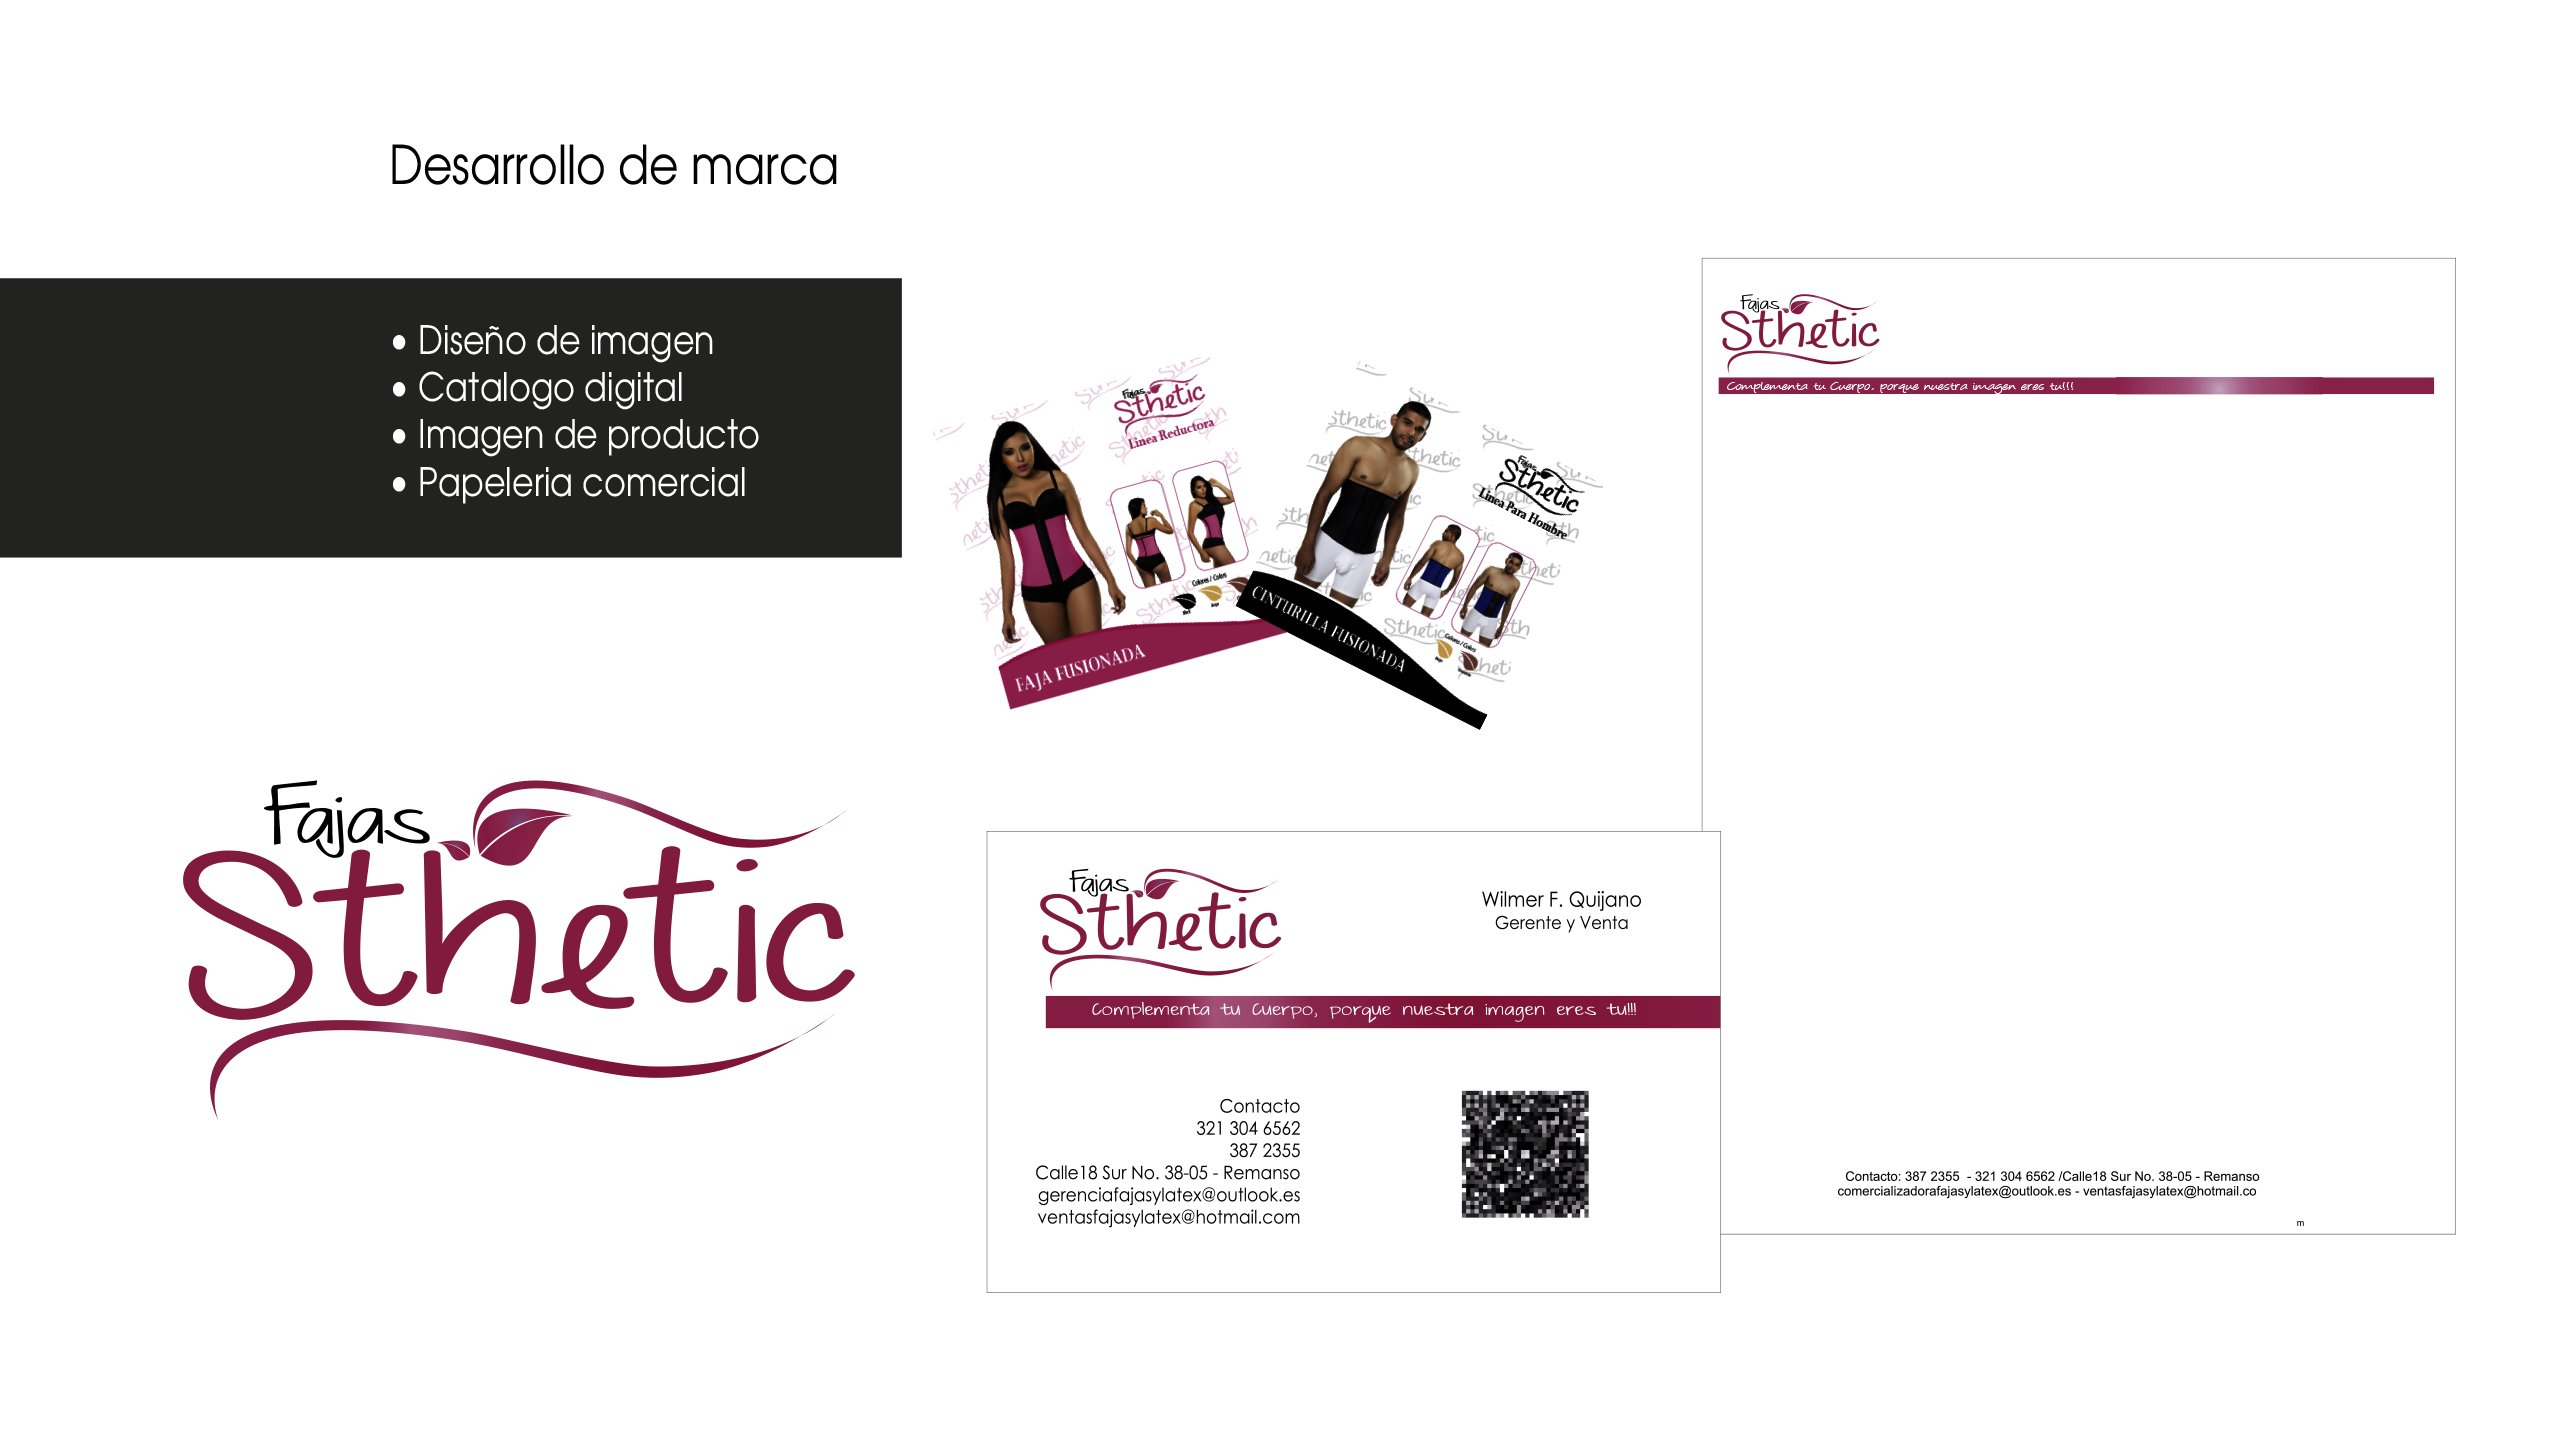 Desarrollo de marca
• Diseño de imagen
• Catalogo digital
• Imagen de producto
• Papeleria comercial
Fajas
Sthetic
Fajas
Sthetic
Linea Reductora
Colores / Colors
FAJA FUSIONADA
Fajas
Sthetic
Linea Para Hombre
Colores / Colors
CINTURILLA FUSIONADA
Fajas
Sthetic
Complementa tu Cuerpo, porque nuestra imagen eres tu!!!
Contacto: 387 2355 - 321 304 6562 /Calle18 Sur No. 38-05 - Remanso
comercializadorafajasylatex@outlook.es - ventasfajasylatex@hotmail.co
m
Fajas
Sthetic
Wilmer F. Quijano
Gerente y Venta
Complementa tu Cuerpo, porque nuestra imagen eres tu!!!
Contacto
321 304 6562
387 2355
Calle18 Sur No. 38-05 - Remanso
gerenciafajasylatex@outlook.es
ventasfajasylatex@hotmail.com